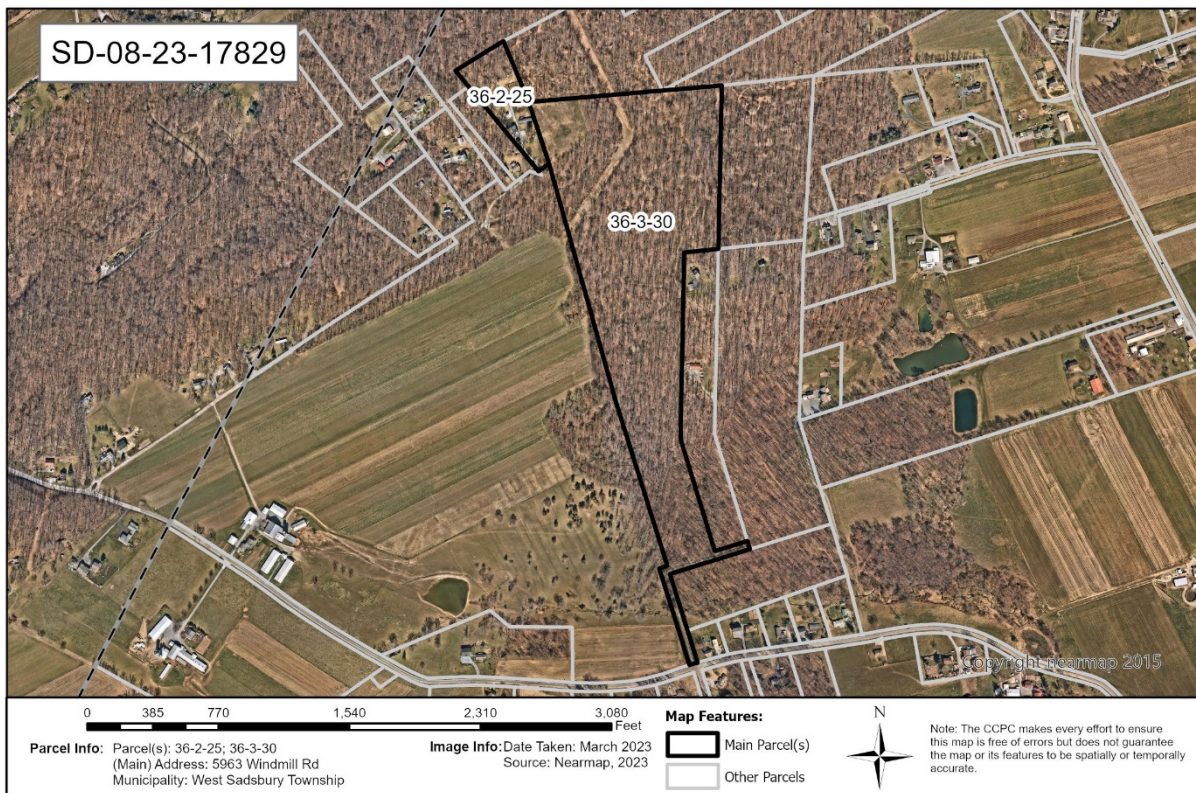 SD-08-23-17829
36-2-25
36-3-30
Copyright nearmap 2015
0 385 770 1,540 2,310 3,080
Feet
Parcel Info: Parcel(s): 36-2-25; 36-3-30
(Main) Address: 5963 Windmill Rd
Municipality: West Sadsbury Township
Image Info: Date Taken: March 2023
Source: Nearmap, 2023
Map Features:
Main Parcel(s)
Other Parcels
N
Note: The CCPC makes every effort to ensure
this map is free of errors but does not guarantee
the map or its features to be spatially or temporally
accurate.